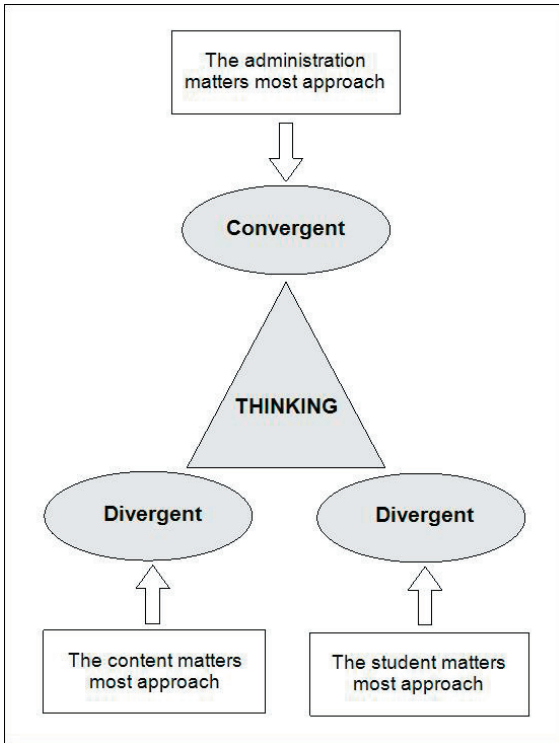 The administration
matters most approach
Convergent
THINKING
Divergent
Divergent
The content matters
most approach
The student matters
most approach